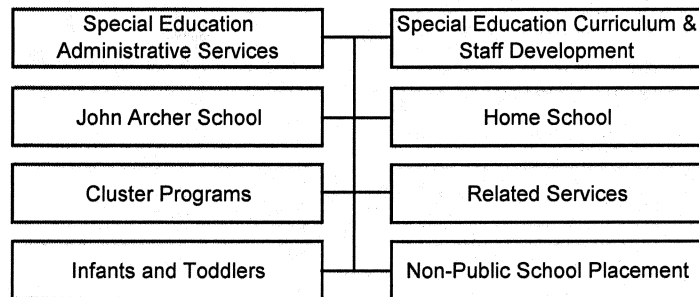 Special Education
Administrative Services
Special Education Curriculum &
Staff Development
John Archer School
Home School
Cluster Programs
Related Services
Infants and Toddlers
Non-Public School Placement